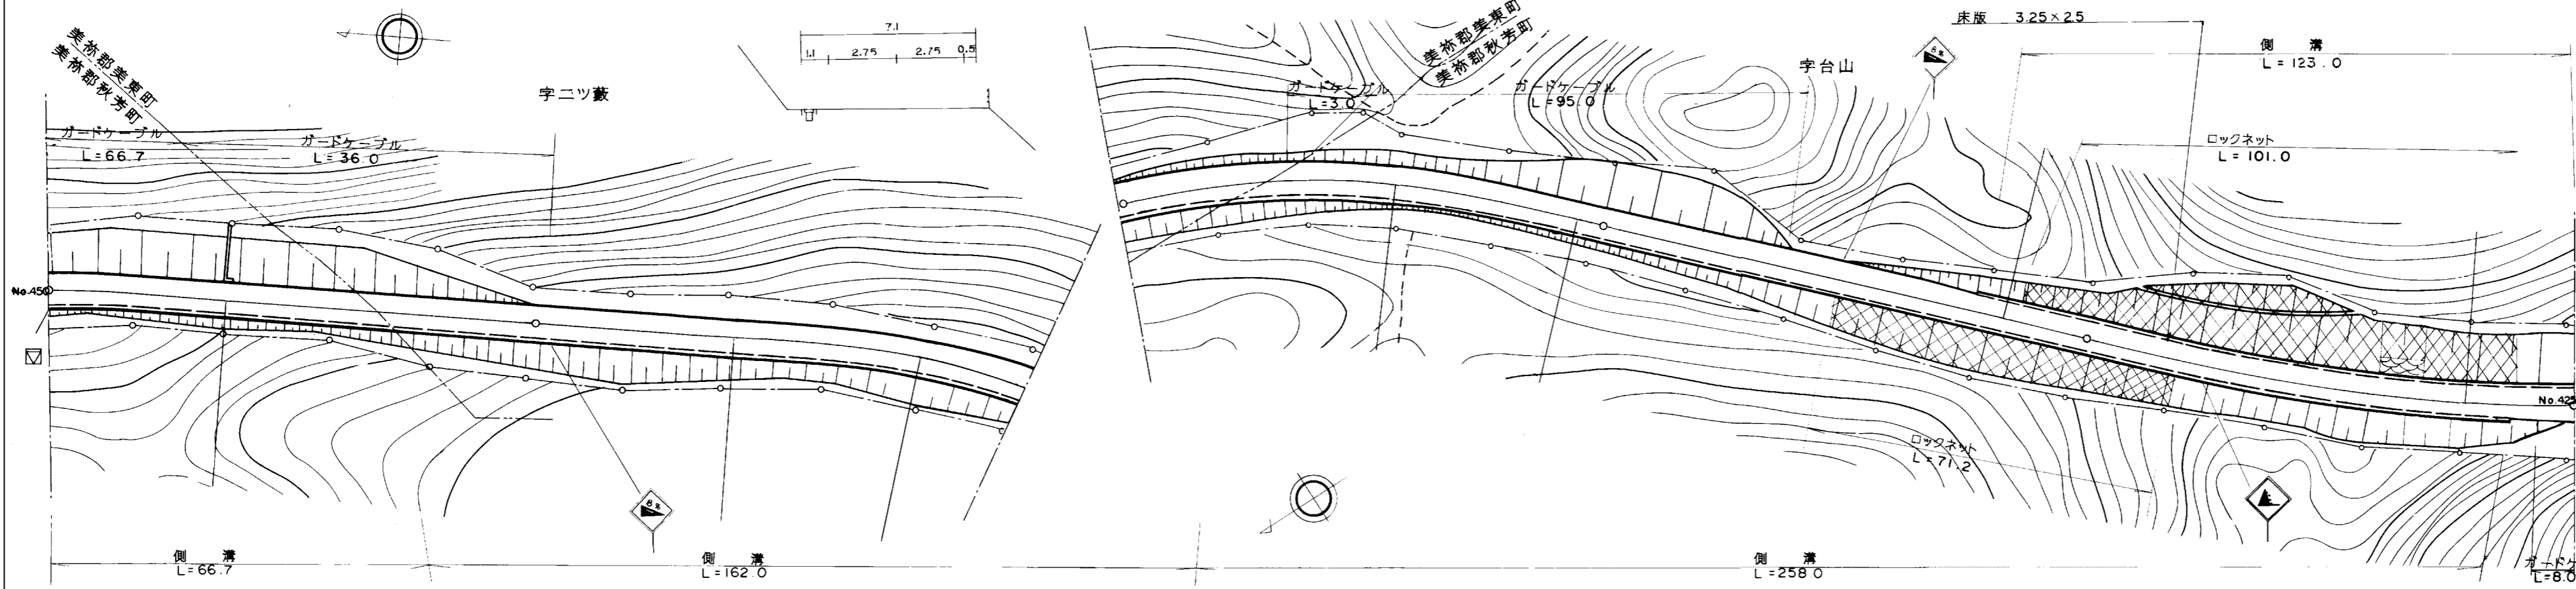 美祢郡美東町
美祢郡秋芳町
ガードケーブル
L=66.7
ガードケーブル
L=36.0
字二ツ藪
7.1
1.1 2.75 2.75 0.5
No.450
8%
側 溝
L=66.7
側 溝
L=162.0
美祢郡美東町
美祢郡秋芳町
ガードケーブル
L=3.0
ガードケーブル
L=95.0
字台山
8%
床版 3.25×2.5
側 溝
L=123.0
ロックネット
L=101.0
No.425
ロックネット
L=71.2
側 溝
L=258.0
ガードケ
L=8.0